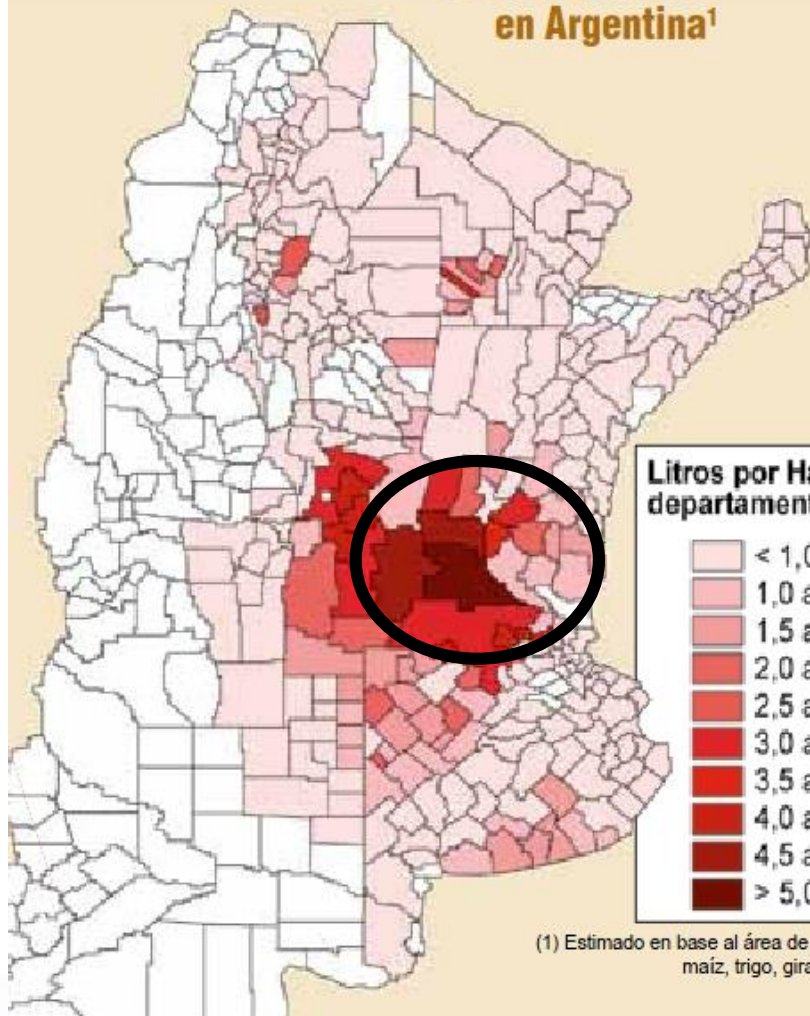 en Argentina¹
Litros por Ha
departament
< 1,0
1,0 a
1,5 a
2,0 a
2,5 a
3,0 a
3,5 a
4,0 a
4,5 a
> 5,0
(1) Estimado en base al área de
maíz, trigo, gira